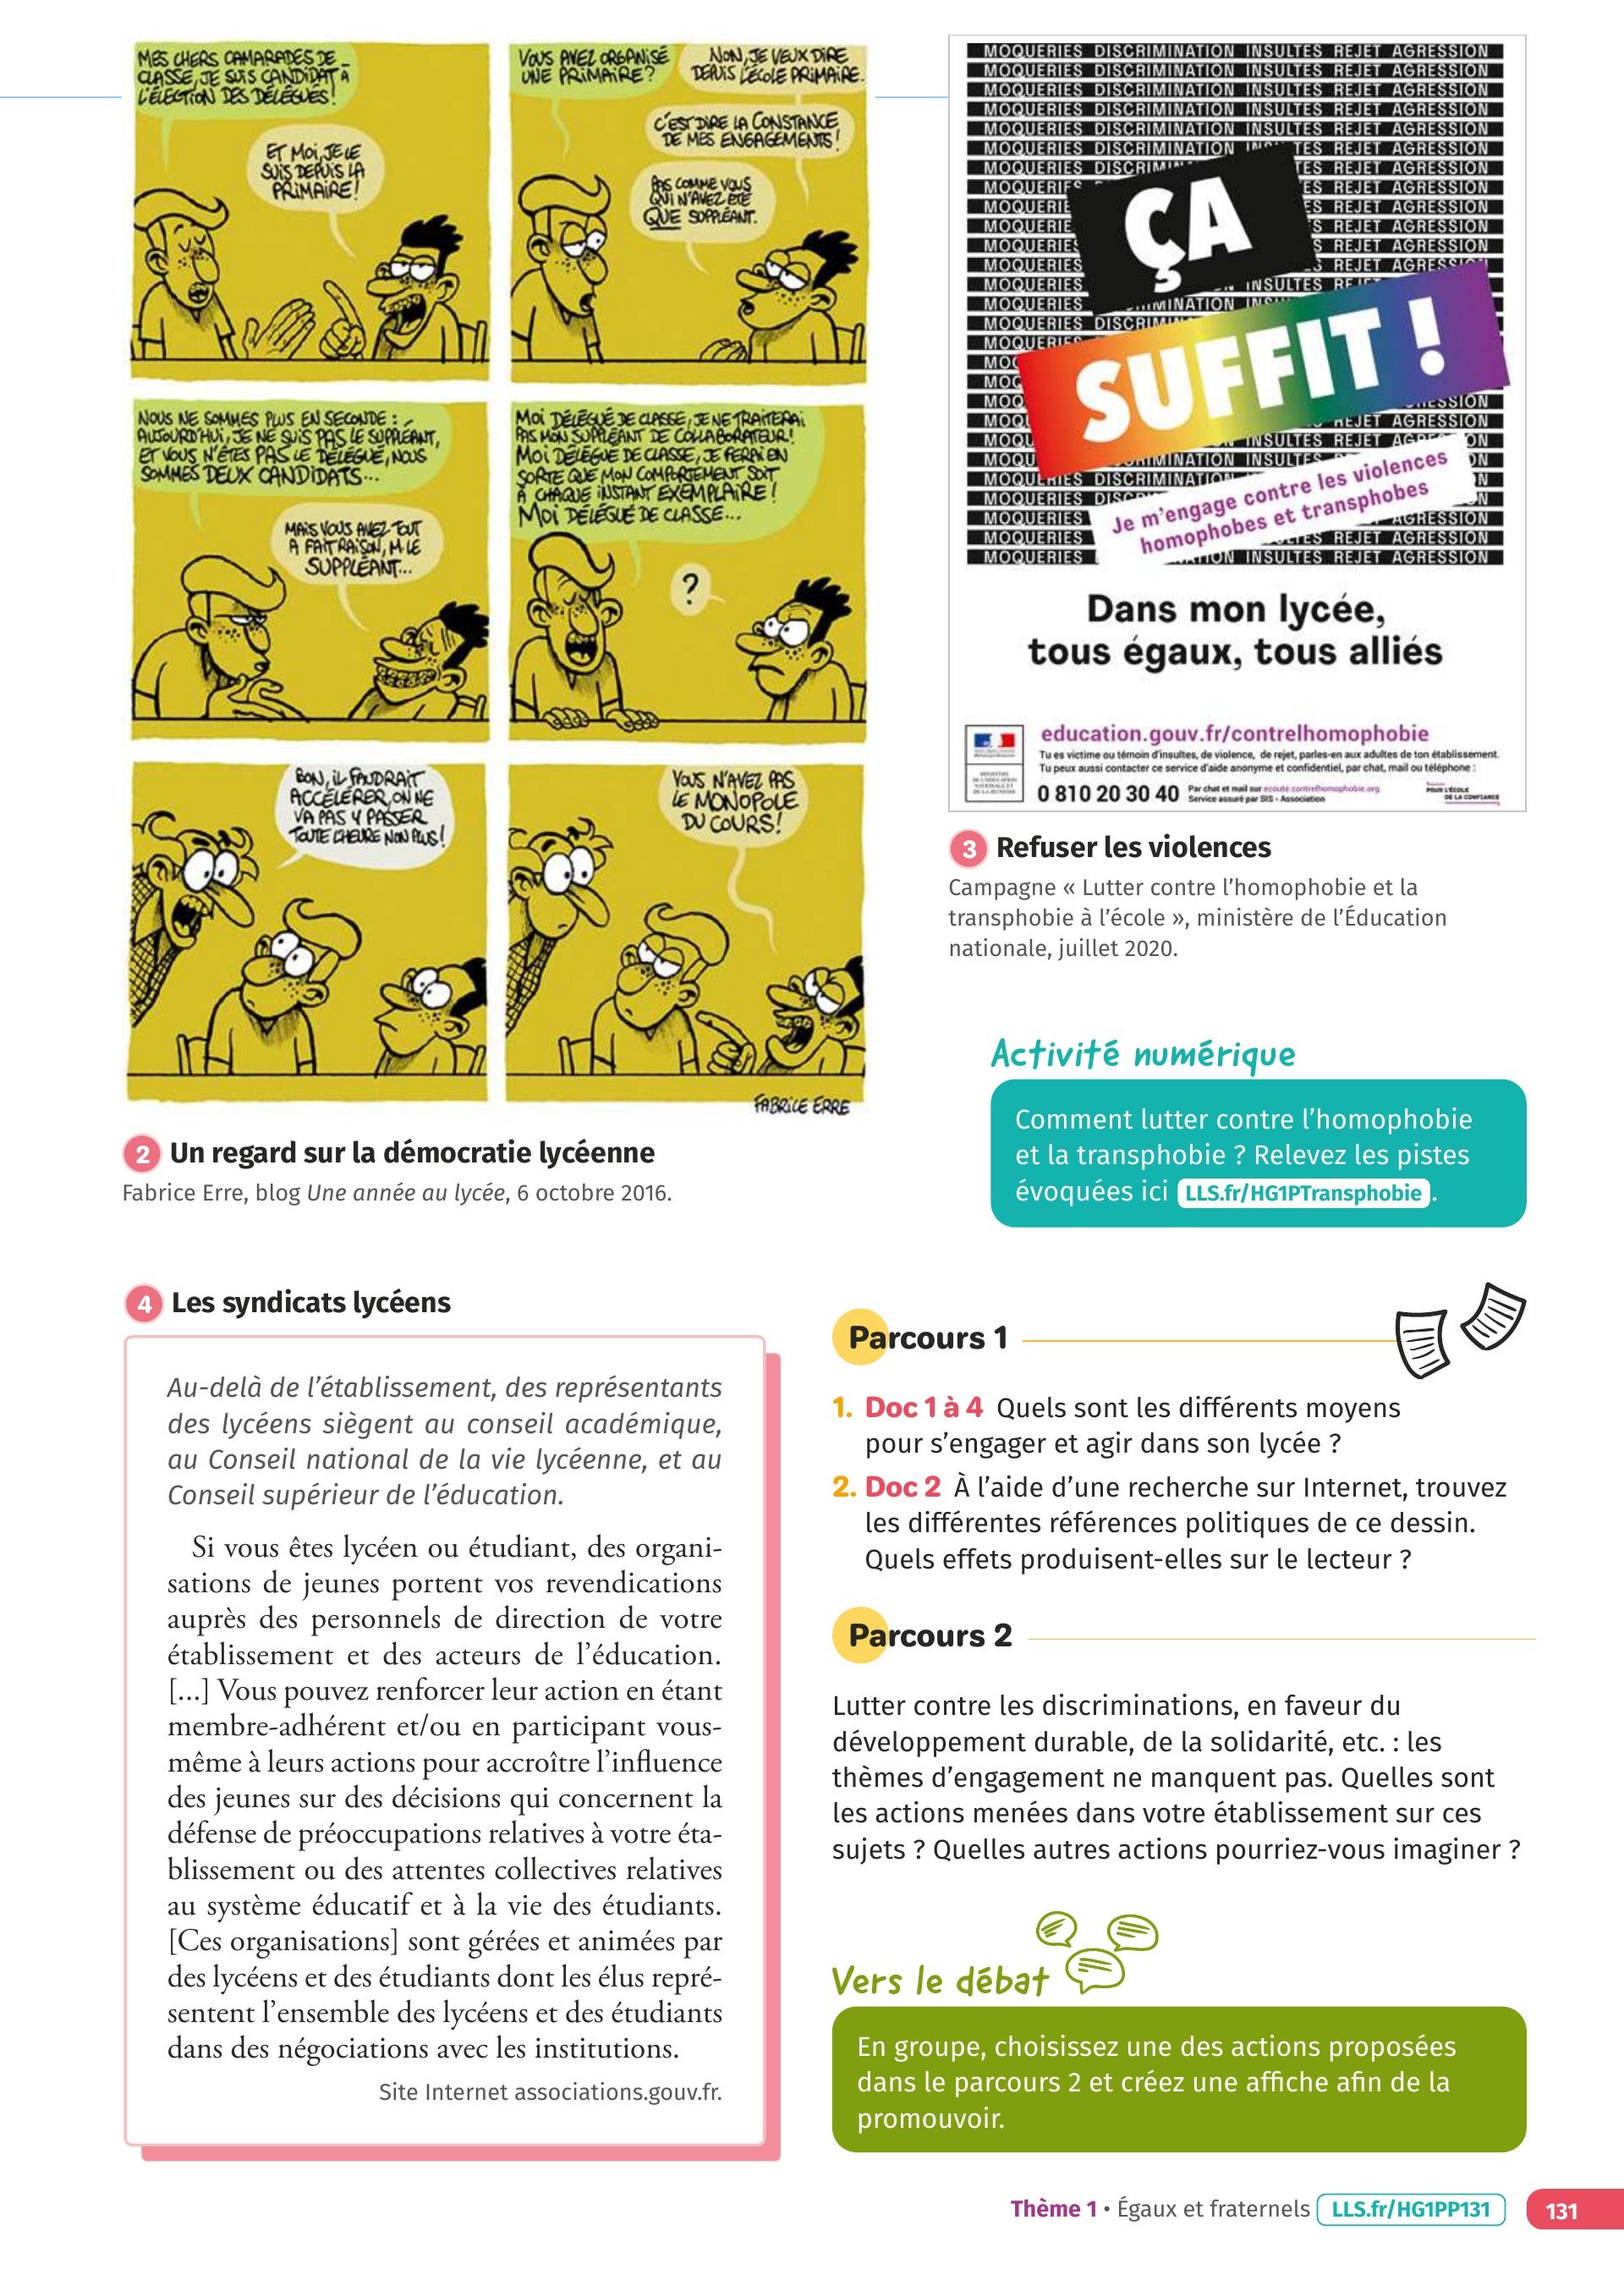 MES CHERS CAMARADES DE
CLASSE, JE SUIS CANDIDAT À
L'ÉLECTION DES DÉLÉGUÉS !
ET MOI, JE LE
SUIS DEPUIS LA
PRIMAIRE !
VOUS AVEZ ORGANISÉ
UNE PRIMAIRE ?
NON, JE VEUX DIRE
DEPUIS L'ÉCOLE PRIMAIRE.
C'EST DIRE LA CONSTANCE
DE MES ENGAGEMENTS !
PAS COMME VOUS
QUI N'AVEZ ÉTÉ
QUE SUPPLÉANT.
NOUS NE SOMMES PLUS EN SECONDE :
AUJOURD'HUI, JE NE SUIS PAS LE SUPPLÉANT,
ET VOUS N'ÊTES PAS LE DÉLÉGUÉ, NOUS
SOMMES DEUX CANDIDATS...
MAIS VOUS AVEZ TOUT
À FAIT RAISON, M. LE
SUPPLÉANT...
MOI DÉLÉGUÉ DE CLASSE, JE NE TRAITERAI
PAS MON SUPPLÉANT DE COLLABORATEUR !
MOI DÉLÉGUÉ DE CLASSE, JE FERAI EN
SORTE QUE MON COMPORTEMENT SOIT
À CHAQUE INSTANT EXEMPLAIRE !
MOI DÉLÉGUÉ DE CLASSE...
?
BON, IL FAUDRAIT
ACCÉLÉRER, ON NE
VA PAS Y PASSER
TOUTE L'HEURE NON PLUS !
VOUS N'AVEZ PAS
LE MONOPOLE
DU COURS !
FABRICE ERRE
2 Un regard sur la démocratie lycéenne
Fabrice Erre, blog Une année au lycée, 6 octobre 2016.
MOQUERIES DISCRIMINATION INSULTES REJET AGRESSION
MOQUERIES DISCRIMINATION INSULTES REJET AGRESSION
MOQUERIES DISCRIMINATION INSULTES REJET AGRESSION
MOQUERIES DISCRIMINATION INSULTES REJET AGRESSION
MOQUERIES DISCRIMINATION INSULTES REJET AGRESSION
ÇA
SUFFIT !
Je m'engage contre les violences
homophobes et transphobes
Dans mon lycée,
tous égaux, tous alliés
education.gouv.fr/contrelhomophobie
Tu es victime ou témoin d'insultes, de violence, de rejet, parles-en aux adultes de ton établissement.
Tu peux aussi contacter ce service d'aide anonyme et confidentiel, par chat, mail ou téléphone :
0 810 20 30 40
Par chat et mail sur ecoute.contrelhomophobie.org
Service assuré par SIS - Association
POUR L'ÉCOLE
DE LA CONFIANCE
3 Refuser les violences
Campagne « Lutter contre l'homophobie et la
transphobie à l'école », ministère de l'Éducation
nationale, juillet 2020.
Activité numérique
Comment lutter contre l'homophobie
et la transphobie ? Relevez les pistes
évoquées ici LLS.fr/HG1PTransphobie .
4 Les syndicats lycéens
Au-delà de l'établissement, des représentants
des lycéens siègent au conseil académique,
au Conseil national de la vie lycéenne, et au
Conseil supérieur de l'éducation.
Si vous êtes lycéen ou étudiant, des organi-
sations de jeunes portent vos revendications
auprès des personnels de direction de votre
établissement et des acteurs de l'éducation.
[...] Vous pouvez renforcer leur action en étant
membre-adhérent et/ou en participant vous-
même à leurs actions pour accroître l'influence
des jeunes sur des décisions qui concernent la
défense de préoccupations relatives à votre éta-
blissement ou des attentes collectives relatives
au système éducatif et à la vie des étudiants.
[Ces organisations] sont gérées et animées par
des lycéens et des étudiants dont les élus repré-
sentent l'ensemble des lycéens et des étudiants
dans des négociations avec les institutions.
Site Internet associations.gouv.fr.
Parcours 1
1. Doc 1 à 4 Quels sont les différents moyens
pour s'engager et agir dans son lycée ?
2. Doc 2 À l'aide d'une recherche sur Internet, trouvez
les différentes références politiques de ce dessin.
Quels effets produisent-elles sur le lecteur ?
Parcours 2
Lutter contre les discriminations, en faveur du
développement durable, de la solidarité, etc. : les
thèmes d'engagement ne manquent pas. Quelles sont
les actions menées dans votre établissement sur ces
sujets ? Quelles autres actions pourriez-vous imaginer ?
Vers le débat
En groupe, choisissez une des actions proposées
dans le parcours 2 et créez une affiche afin de la
promouvoir.
Thème 1 • Égaux et fraternels LLS.fr/HG1PP131 131